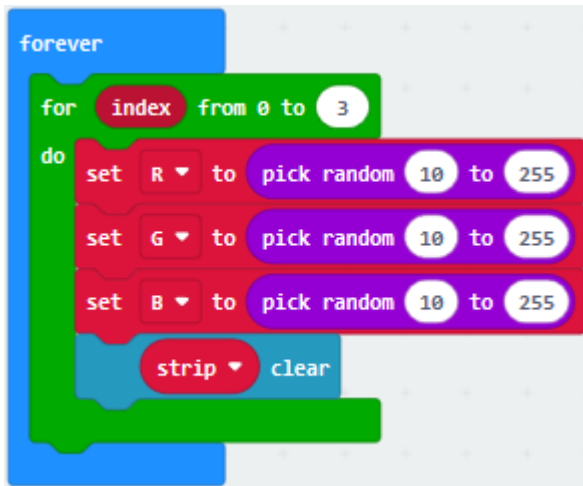 forever
for index from 0 to 3
do
set R to pick random 10 to 255
set G to pick random 10 to 255
set B to pick random 10 to 255
strip clear